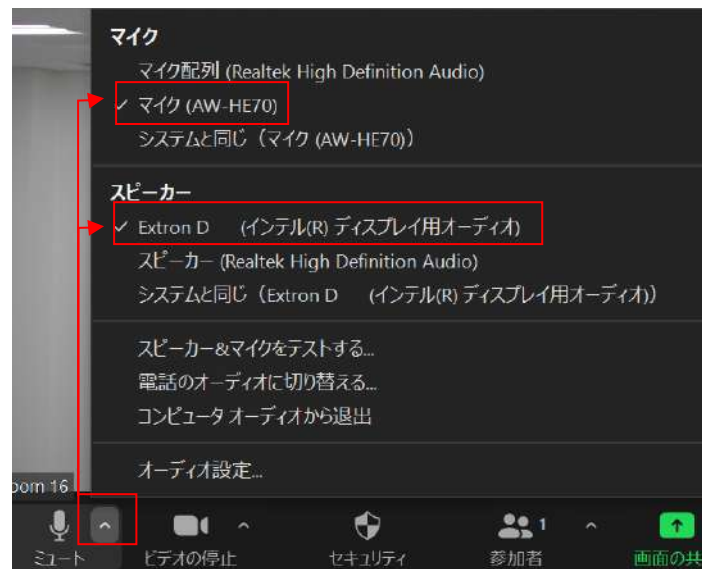 マイク
マイク配列 (Realtek High Definition Audio)
✓ マイク (AW-HE70)
システムと同じ（マイク (AW-HE70)）
スピーカー
✓ Extron D (インテル(R) ディスプレイ用オーディオ)
スピーカー (Realtek High Definition Audio)
システムと同じ（Extron D (インテル(R) ディスプレイ用オーディオ)）
スピーカー&マイクをテストする...
電話のオーディオに切り替える...
コンピュータ オーディオから退出
オーディオ設定...
oom 16
1
ミュート ビデオの停止 セキュリティ 参加者 画面の共